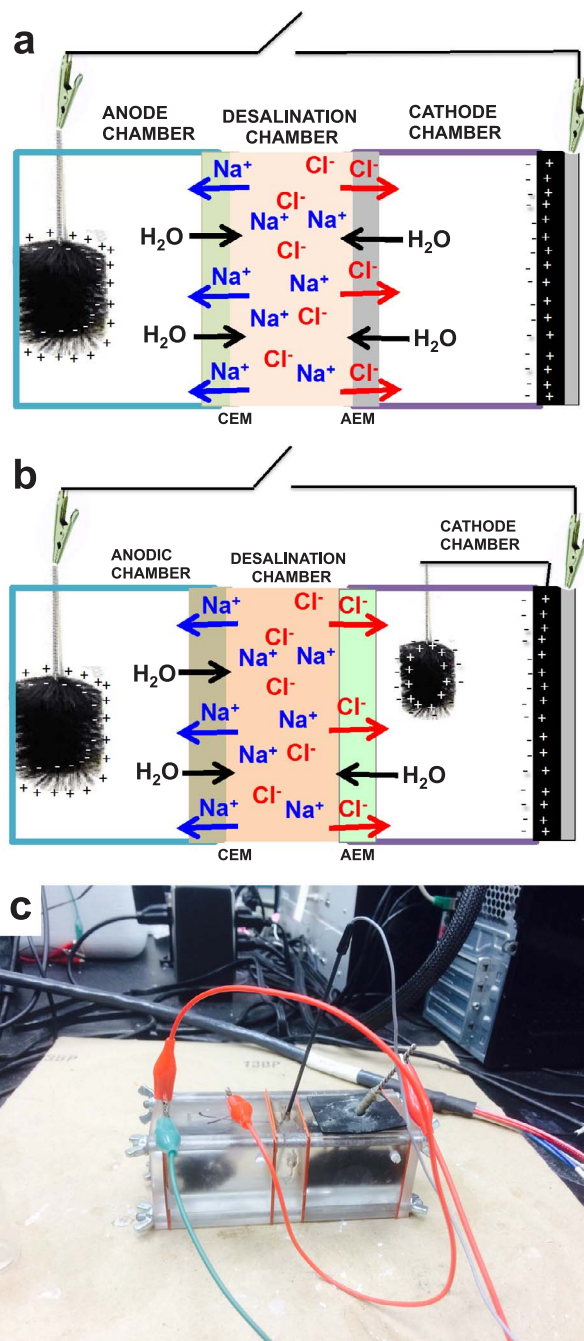 a
ANODE
CHAMBER
DESALINATION
CHAMBER
CATHODE
CHAMBER
Na⁺ Cl⁻ Cl⁻
Cl⁻
H₂O Na⁺ Na⁺ H₂O
Cl⁻
Na⁺ Na⁺ Cl⁻
H₂O Na⁺ Cl⁻ H₂O
Cl⁻
Na⁺ Na⁺ Cl⁻
CEM AEM
b
ANODIC
CHAMBER
DESALINATION
CHAMBER
CATHODE
CHAMBER
Na⁺ Cl⁻ Cl⁻
Cl⁻
H₂O Na⁺ Na⁺
Cl⁻
Na⁺ Na⁺ Cl⁻
H₂O Na⁺ Cl⁻ H₂O
Cl⁻
Na⁺ Na⁺ Cl⁻
CEM AEM
c